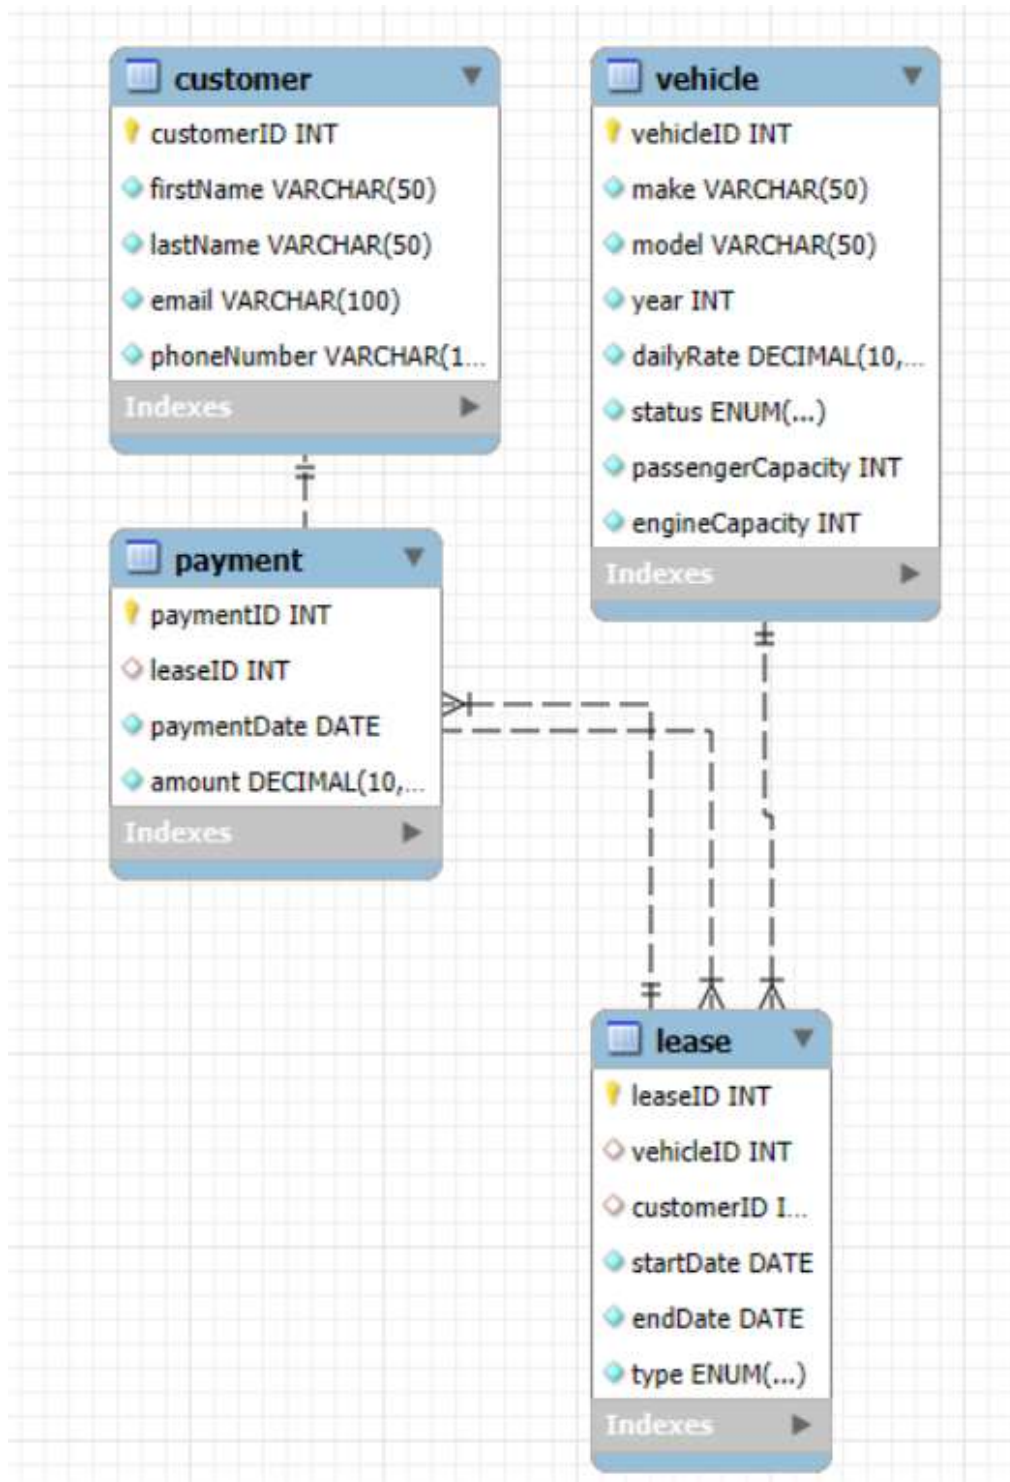 customer
customerID INT
firstName VARCHAR(50)
lastName VARCHAR(50)
email VARCHAR(100)
phoneNumber VARCHAR(1...
Indexes
vehicle
vehicleID INT
make VARCHAR(50)
model VARCHAR(50)
year INT
dailyRate DECIMAL(10,...
status ENUM(...)
passengerCapacity INT
engineCapacity INT
Indexes
payment
paymentID INT
leaseID INT
paymentDate DATE
amount DECIMAL(10,...
Indexes
lease
leaseID INT
vehicleID INT
customerID I...
startDate DATE
endDate DATE
type ENUM(...)
Indexes